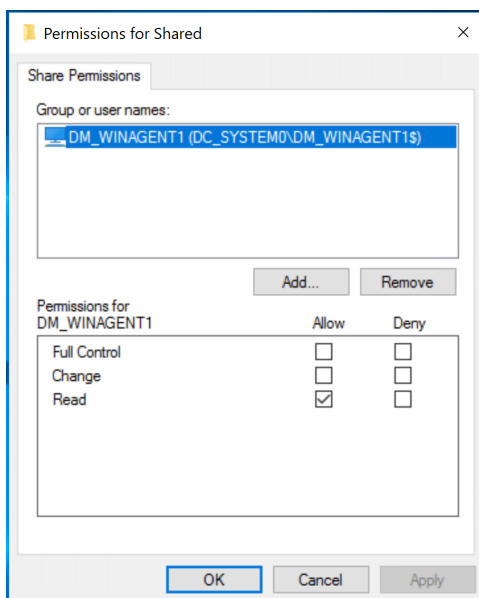 Permissions for Shared
Share Permissions
Group or user names:
DM_WINAGENT1 (DC_SYSTEM0\DM_WINAGENT1$)
Add... Remove
Permissions for
DM_WINAGENT1 Allow Deny
Full Control
Change
Read
OK Cancel Apply